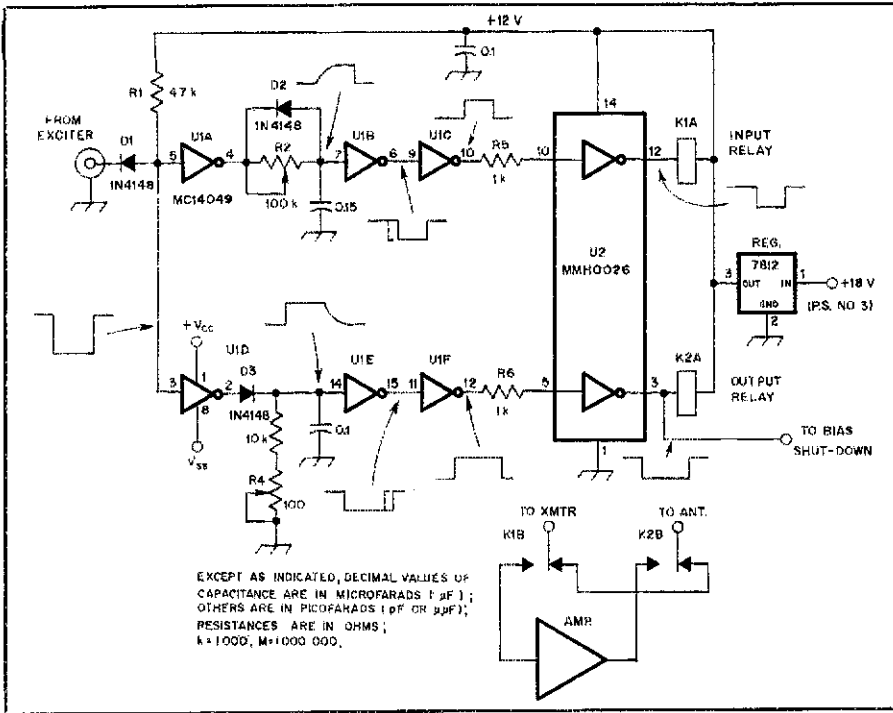 +12 V
0.1
R1
47 k
D2
1N4148
14
K1A
FROM
EXCITER
D1
U1A
U1B
U1C
R5
INPUT
RELAY
5
4
R2
7
6
9
10
10
12
1N4148
1 k
MC14049
100 k
0.15
U2
MMH0026
REG.
7812
3
OUT
IN
1
+18 V
GND
(P.S. NO 3)
2
+VCC
U1D
D3
U1E
U1F
R6
K2A
OUTPUT
RELAY
3
1
2
14
15
11
12
5
3
8
1N4148
1 k
VSS
10 k
0.1
1
TO BIAS
SHUT-DOWN
R4
100
TO XMTR
TO ANT.
K1B
K2B
EXCEPT AS INDICATED, DECIMAL VALUES OF
CAPACITANCE ARE IN MICROFARADS (µF);
OTHERS ARE IN PICOFARADS (pF OR µµF);
RESISTANCES ARE IN OHMS;
k=1000, M=1000 000.
AMP